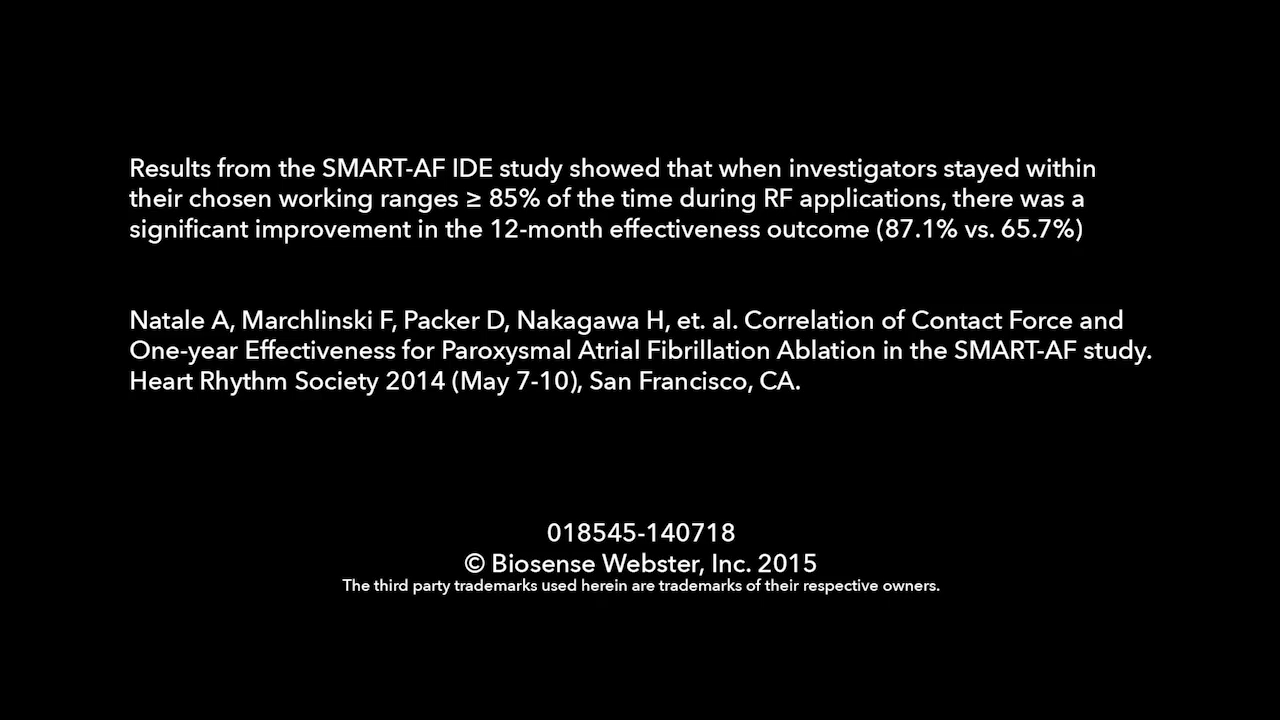 Results from the SMART-AF IDE study showed that when investigators stayed within
their chosen working ranges ≥ 85% of the time during RF applications, there was a
significant improvement in the 12-month effectiveness outcome (87.1% vs. 65.7%)
Natale A, Marchlinski F, Packer D, Nakagawa H, et. al. Correlation of Contact Force and
One-year Effectiveness for Paroxysmal Atrial Fibrillation Ablation in the SMART-AF study.
Heart Rhythm Society 2014 (May 7-10), San Francisco, CA.
018545-140718
© Biosense Webster, Inc. 2015
The third party trademarks used herein are trademarks of their respective owners.